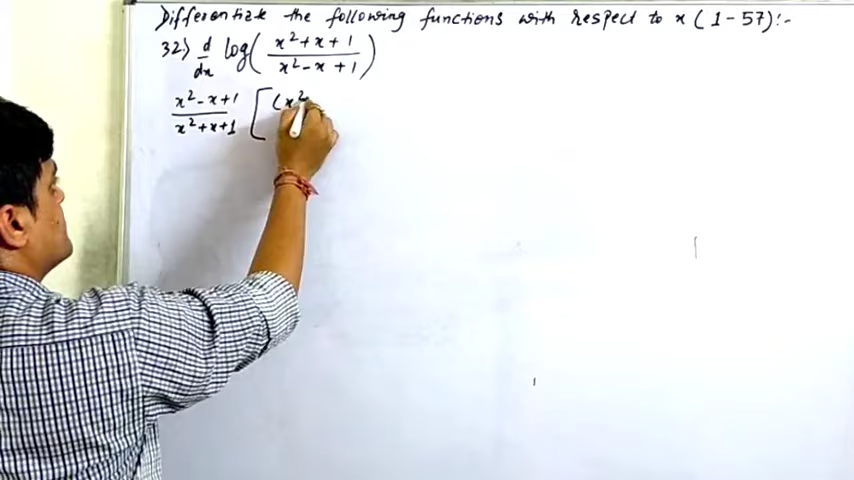 Differentiate the following functions with respect to x (1-57):-
32> d/dx log( x²+x+1 / x²-x+1 )
x²-x+1 / x²+x+1 [ (x²